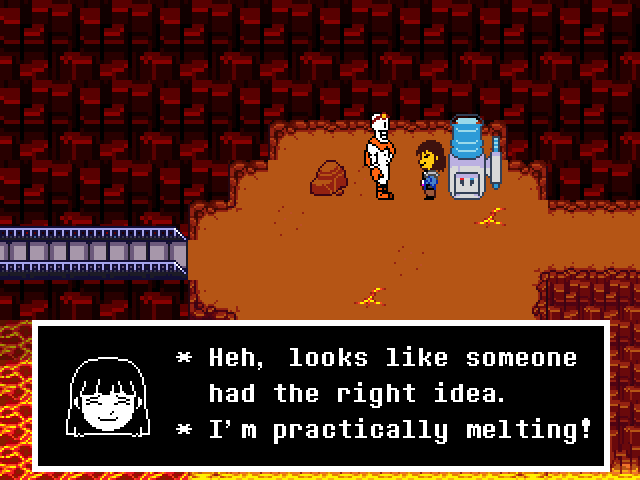 * Heh, looks like someone
had the right idea.
* I'm practically melting!